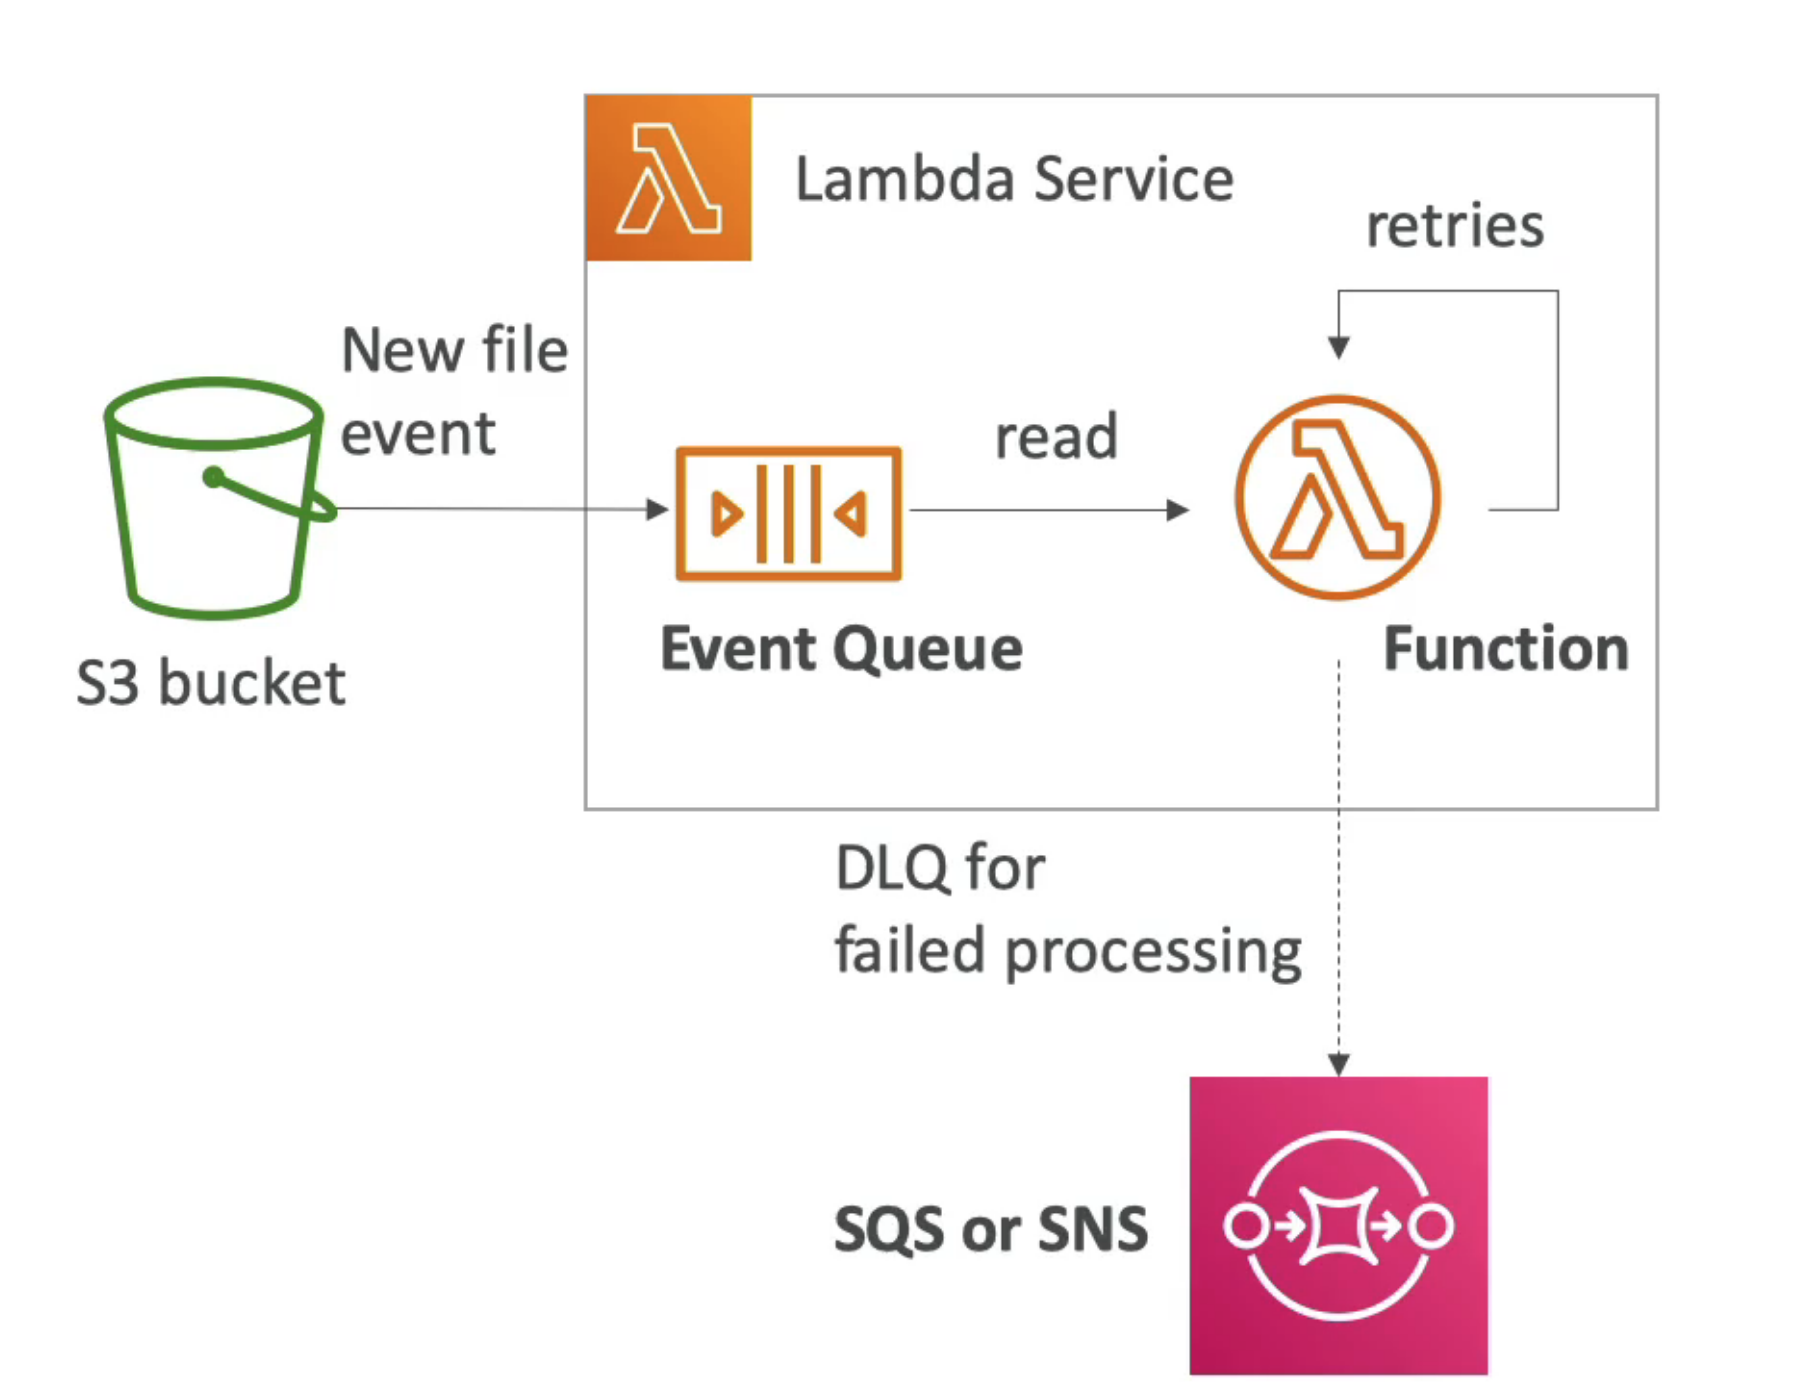 Lambda Service
retries
New file
event
read
Event Queue
Function
S3 bucket
DLQ for
failed processing
SQS or SNS